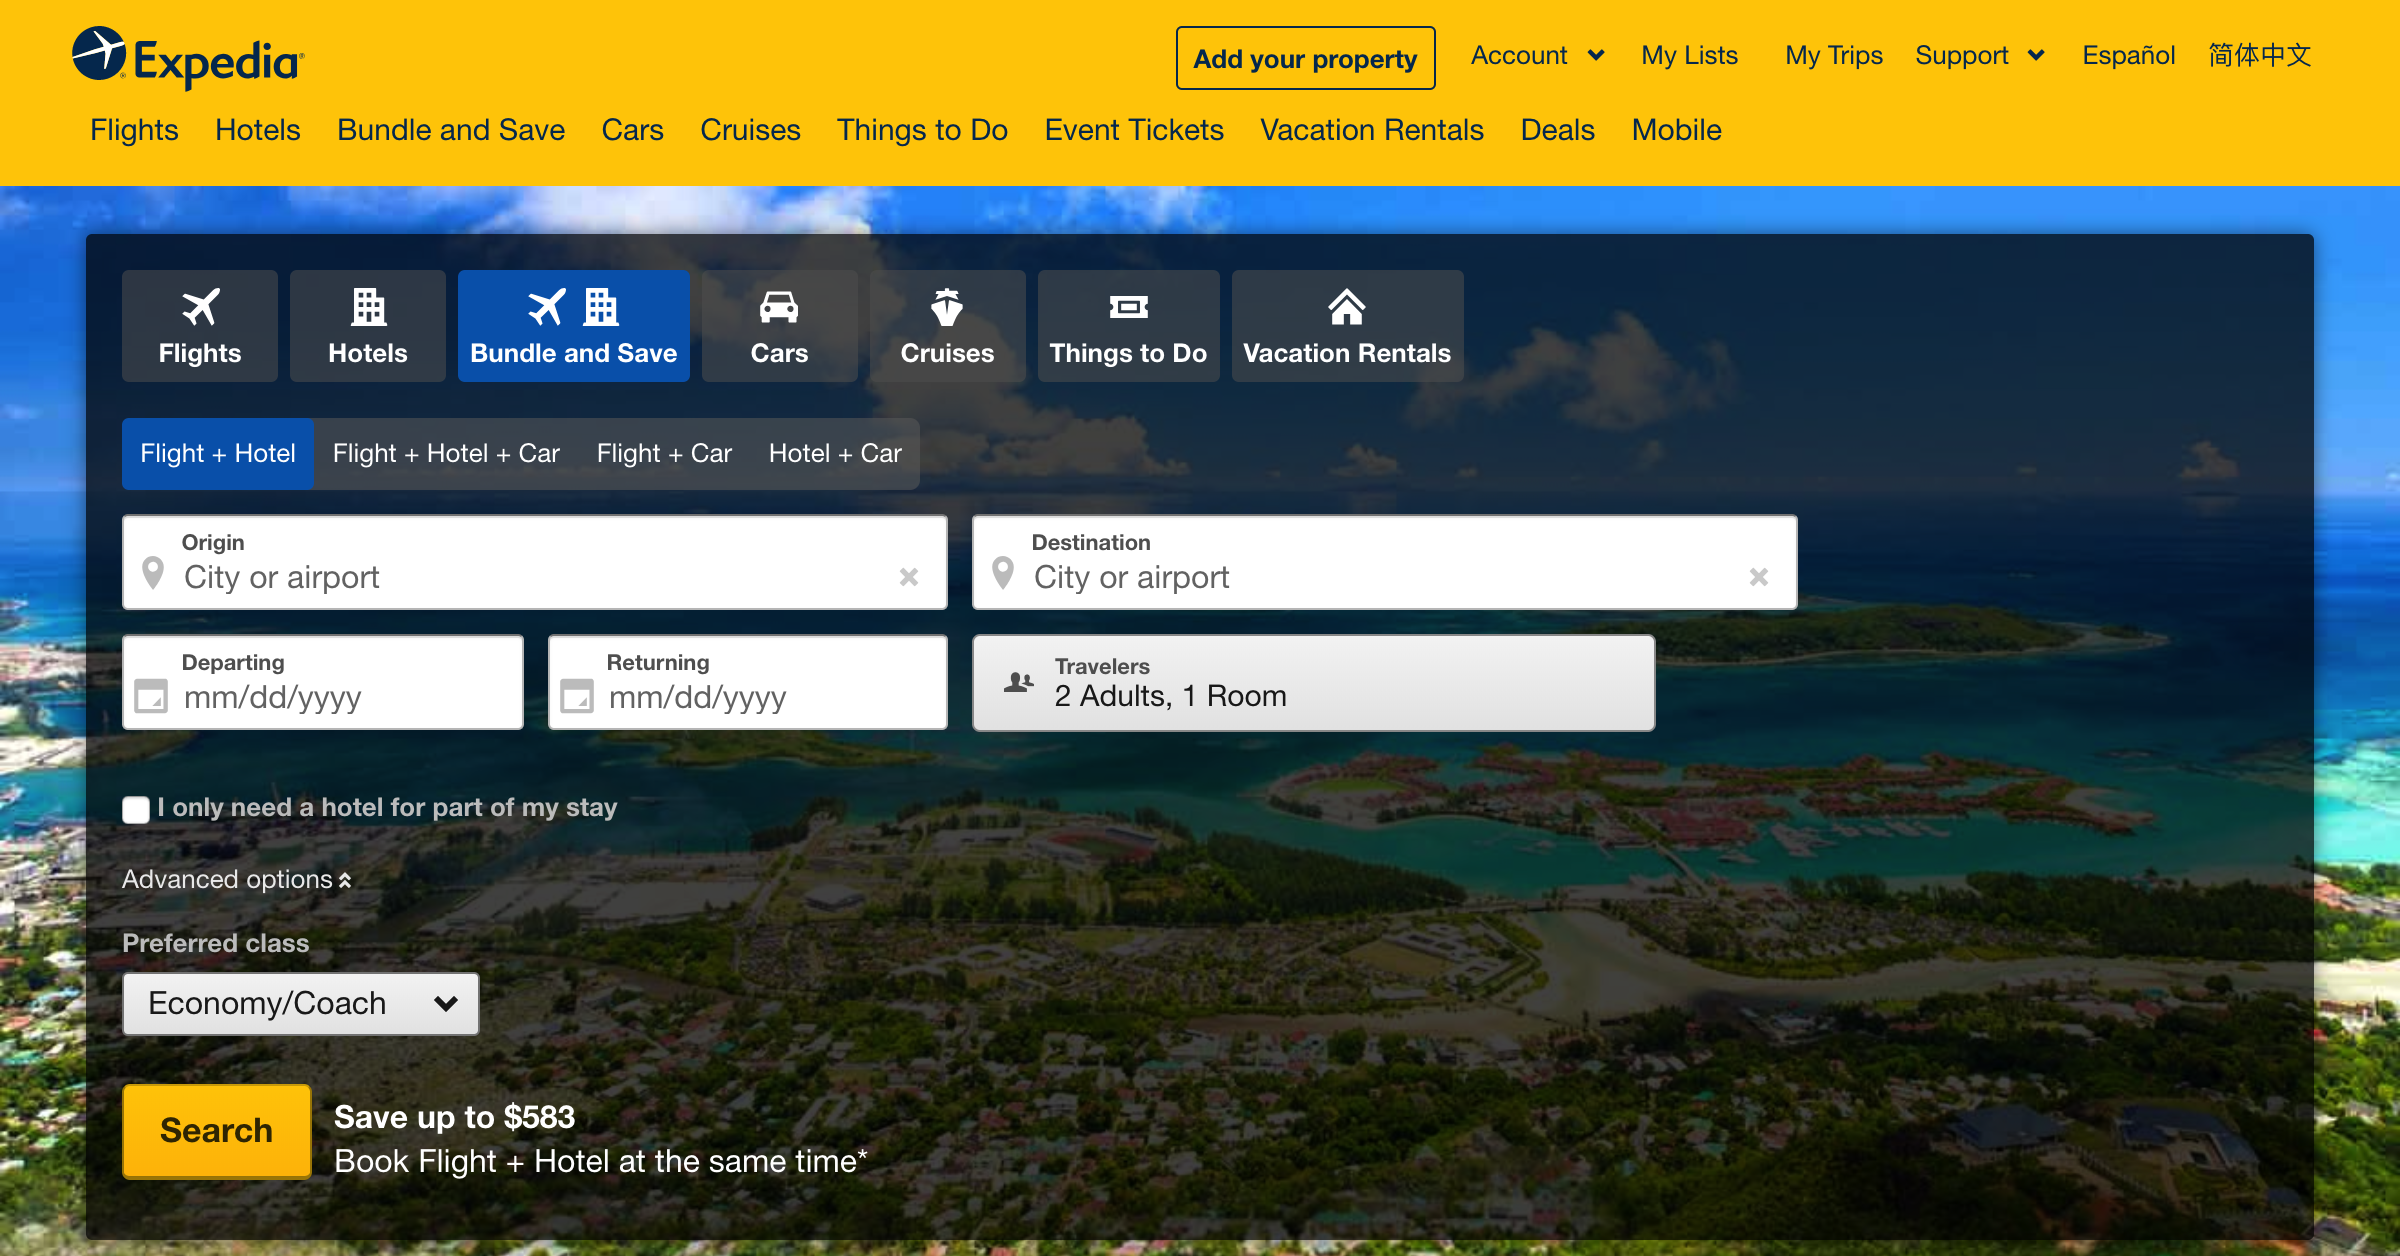 Expedia
Add your property Account My Lists My Trips Support Español 简体中文
Flights Hotels Bundle and Save Cars Cruises Things to Do Event Tickets Vacation Rentals Deals Mobile
Flights Hotels Bundle and Save Cars Cruises Things to Do Vacation Rentals
Flight + Hotel Flight + Hotel + Car Flight + Car Hotel + Car
Origin
City or airport
Destination
City or airport
Departing
mm/dd/yyyy
Returning
mm/dd/yyyy
Travelers
2 Adults, 1 Room
I only need a hotel for part of my stay
Advanced options
Preferred class
Economy/Coach
Search
Save up to $583
Book Flight + Hotel at the same time*